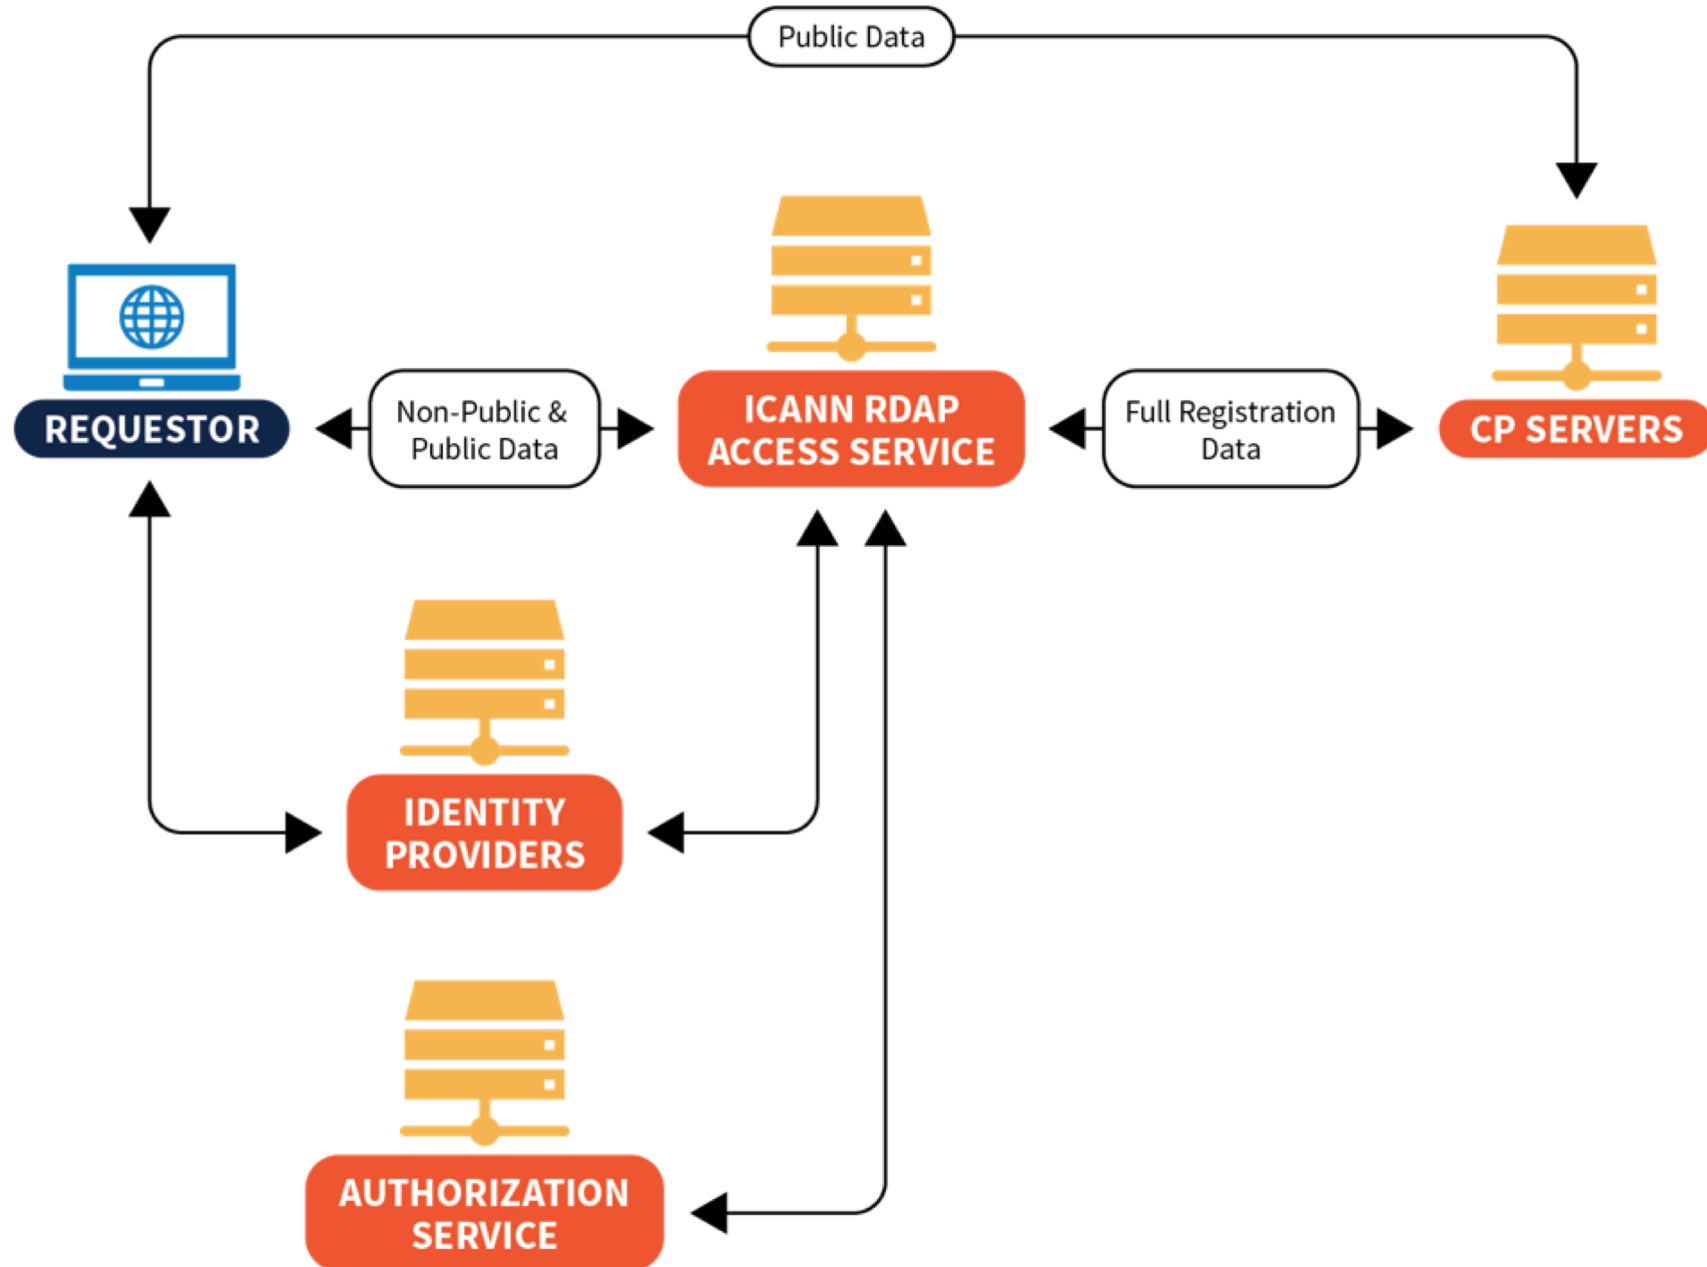 Public Data
REQUESTOR
Non-Public &
Public Data
ICANN RDAP
ACCESS SERVICE
Full Registration
Data
CP SERVERS
IDENTITY
PROVIDERS
AUTHORIZATION
SERVICE